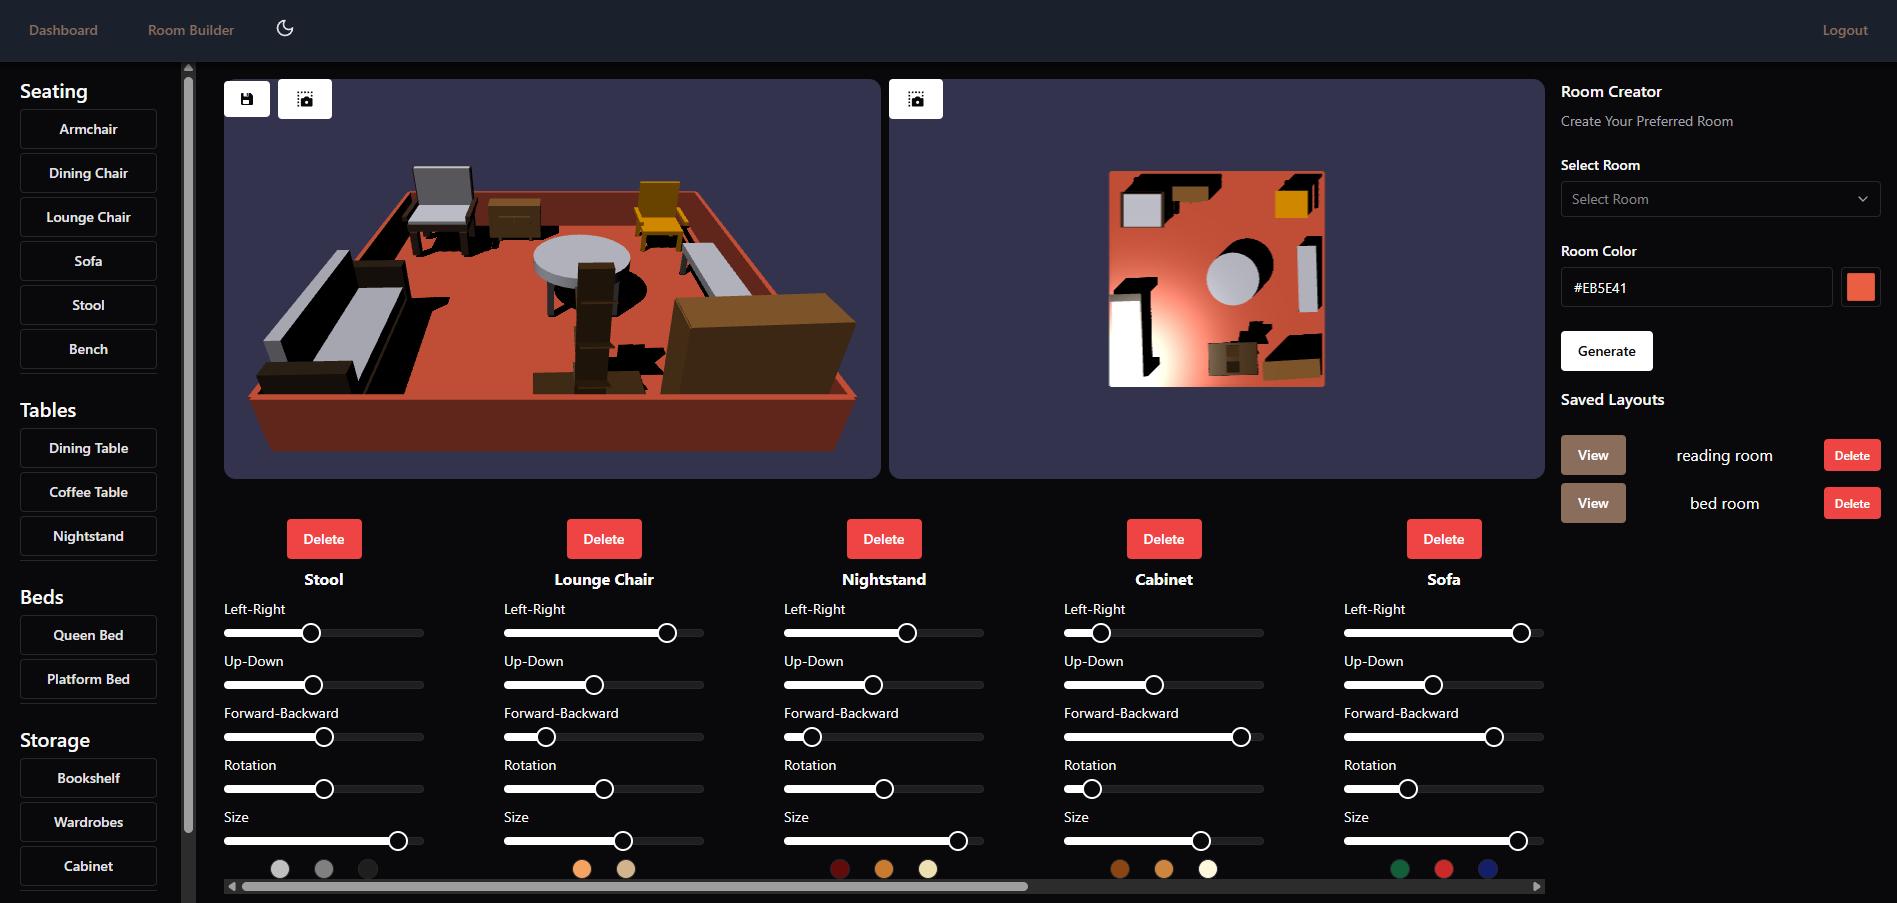 Dashboard
Room Builder
Logout
Seating
Armchair
Dining Chair
Lounge Chair
Sofa
Stool
Bench
Tables
Dining Table
Coffee Table
Nightstand
Beds
Queen Bed
Platform Bed
Storage
Bookshelf
Wardrobes
Cabinet
Delete
Stool
Left-Right
Up-Down
Forward-Backward
Rotation
Size
Delete
Lounge Chair
Left-Right
Up-Down
Forward-Backward
Rotation
Size
Delete
Nightstand
Left-Right
Up-Down
Forward-Backward
Rotation
Size
Delete
Cabinet
Left-Right
Up-Down
Forward-Backward
Rotation
Size
Delete
Sofa
Left-Right
Up-Down
Forward-Backward
Rotation
Size
Room Creator
Create Your Preferred Room
Select Room
Select Room
Room Color
#EB5E41
Generate
Saved Layouts
View reading room Delete
View bed room Delete